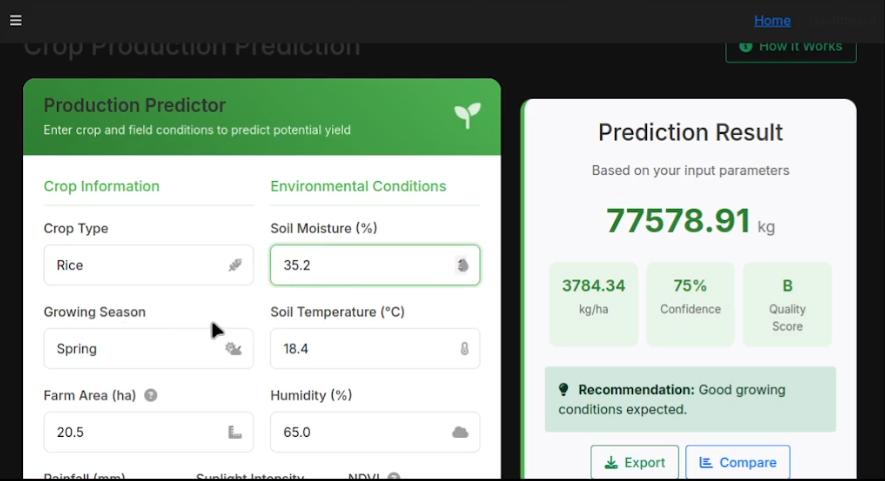 Home
Crop Production Prediction
How it Works
Production Predictor
Enter crop and field conditions to predict potential yield
Crop Information
Crop Type
Rice
Growing Season
Spring
Farm Area (ha) ?
20.5
Environmental Conditions
Soil Moisture (%)
35.2
Soil Temperature (°C)
18.4
Humidity (%)
65.0
Rainfall (mm) Sunlight Intensity NDVI ?
Prediction Result
Based on your input parameters
77578.91 kg
3784.34
kg/ha
75%
Confidence
B
Quality
Score
Recommendation: Good growing
conditions expected.
Export
Compare